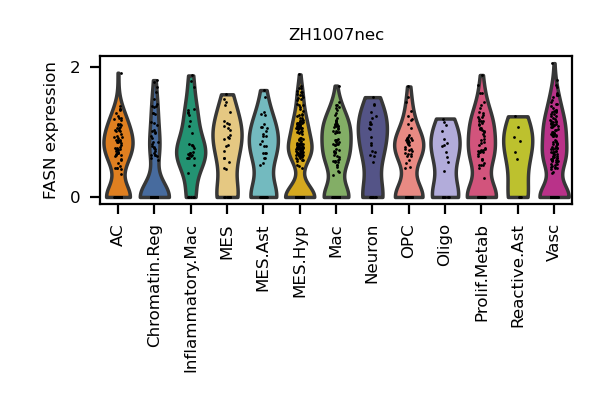 ZH1007nec
FASN expression
2
0
AC
Chromatin.Reg
Inflammatory.Mac
MES
MES.Ast
MES.Hyp
Mac
Neuron
OPC
Oligo
Prolif.Metab
Reactive.Ast
Vasc